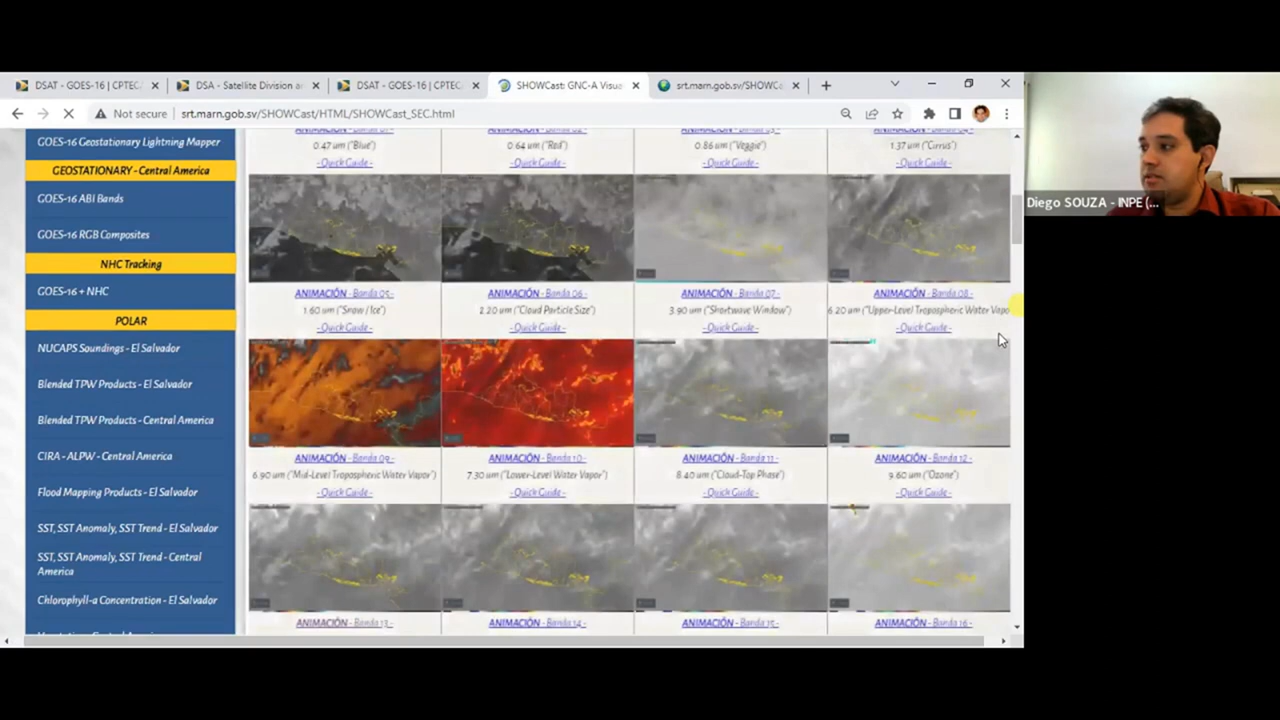 DSAT - GOES-16 | CPTEC
DSA - Satellite Division a
DSAT - GOES-16 | CPTEC
SHOWCast: GNC-A Visua
srt.marn.gob.sv/SHOWCa
Not secure
srt.marn.gob.sv/SHOWCast/HTML/SHOWCast_SEC.html
GOES-16 Geostationary Lightning Mapper
GEOSTATIONARY - Central America
GOES-16 ABI Bands
GOES-16 RGB Composites
NHC Tracking
GOES-16 + NHC
POLAR
NUCAPS Soundings - El Salvador
Blended TPW Products - El Salvador
Blended TPW Products - Central America
CIRA - ALPW - Central America
Flood Mapping Products - El Salvador
SST, SST Anomaly, SST Trend - El Salvador
SST, SST Anomaly, SST Trend - Central
America
Chlorophyll-a Concentration - El Salvador
0.47 um ("Blue")
0.64 um ("Red")
0.86 um ("Veggie")
1.37 um ("Cirrus")
- Quick Guide -
- Quick Guide -
- Quick Guide -
- Quick Guide -
ANIMACIÓN - Banda 05 -
ANIMACIÓN - Banda 06 -
ANIMACIÓN - Banda 07 -
ANIMACIÓN - Banda 08 -
1.60 um ("Snow / Ice")
2.20 um ("Cloud Particle Size")
3.90 um ("Shortwave Window")
6.20 um ("Upper-Level Tropospheric Water Vapo
- Quick Guide -
- Quick Guide -
- Quick Guide -
- Quick Guide -
ANIMACIÓN - Banda 09 -
ANIMACIÓN - Banda 10 -
ANIMACIÓN - Banda 11 -
ANIMACIÓN - Banda 12 -
6.90 um ("Mid-Level Tropospheric Water Vapor")
7.30 um ("Lower-Level Water Vapor")
8.40 um ("Cloud-Top Phase")
9.60 um ("Ozone")
- Quick Guide -
- Quick Guide -
- Quick Guide -
- Quick Guide -
ANIMACIÓN - Banda 13 -
ANIMACIÓN - Banda 14 -
ANIMACIÓN - Banda 15 -
ANIMACIÓN - Banda 16 -
Diego SOUZA - INPE (...